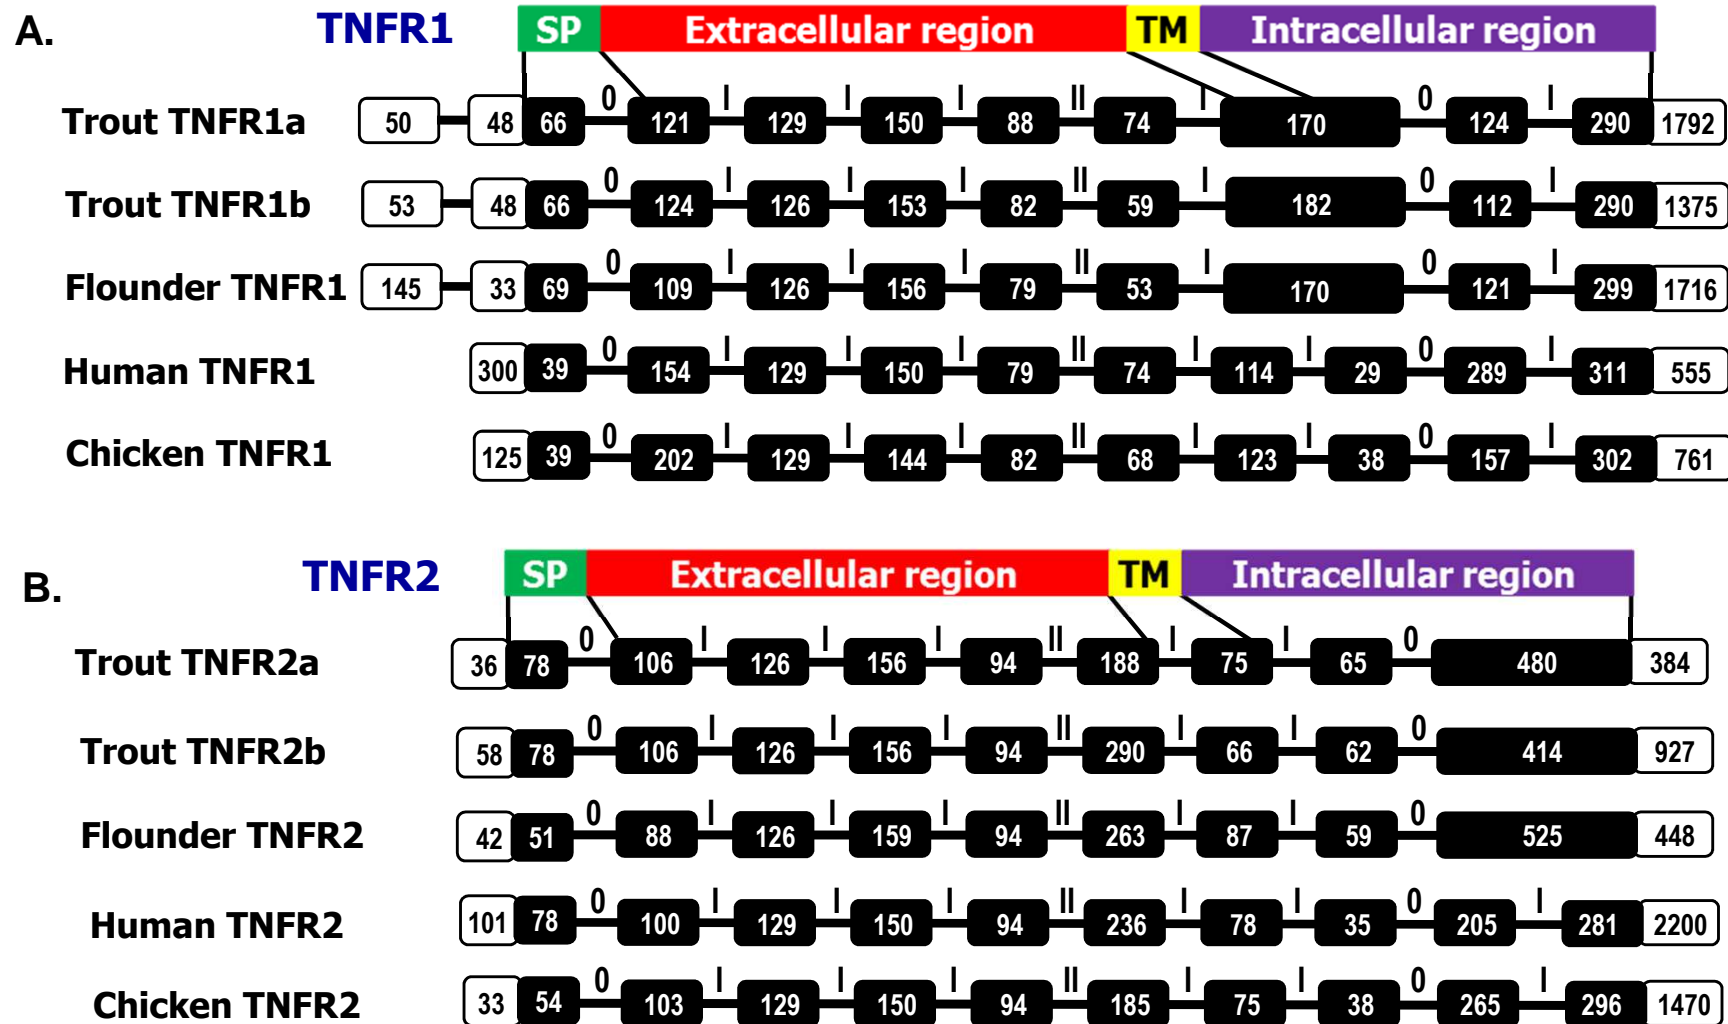 A. TNFR1 SP Extracellular region TM Intracellular region
0 I I I II I 0 I
Trout TNFR1a 50 48 66 121 129 150 88 74 170 124 290 1792
0 I I I II I 0 I
Trout TNFR1b 53 48 66 124 126 153 82 59 182 112 290 1375
0 I I I II I 0 I
Flounder TNFR1 145 33 69 109 126 156 79 53 170 121 299 1716
0 I I I II I I 0 I
Human TNFR1 300 39 154 129 150 79 74 114 29 289 311 555
0 I I I II I I 0 I
Chicken TNFR1 125 39 202 129 144 82 68 123 38 157 302 761
B. TNFR2 SP Extracellular region TM Intracellular region
0 I I I II I I 0
Trout TNFR2a 36 78 106 126 156 94 188 75 65 480 384
0 I I I II I I 0
Trout TNFR2b 58 78 106 126 156 94 290 66 62 414 927
0 I I I II I I 0
Flounder TNFR2 42 51 88 126 159 94 263 87 59 525 448
0 I I I II I I 0 I
Human TNFR2 101 78 100 129 150 94 236 78 35 205 281 2200
0 I I I II I I 0 I
Chicken TNFR2 33 54 103 129 150 94 185 75 38 265 296 1470